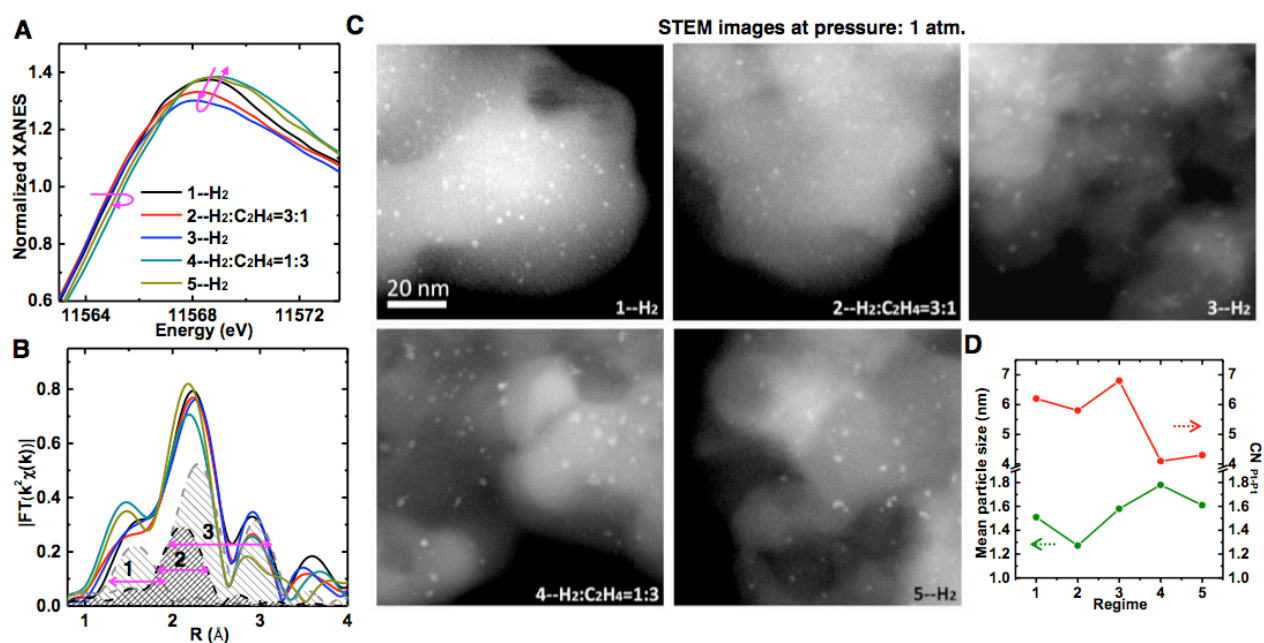 A
Normalized XANES
1.4
1.2
1.0
0.8
0.6
1--H₂
2--H₂:C₂H₄=3:1
3--H₂
4--H₂:C₂H₄=1:3
5--H₂
11564 11568 11572
Energy (eV)
B
|FT(k²χ(k))|
0.8
0.6
0.4
0.2
0.0
1
2
3
1 2 3 4
R (Å)
C
STEM images at pressure: 1 atm.
20 nm
1--H₂
2--H₂:C₂H₄=3:1
3--H₂
4--H₂:C₂H₄=1:3
5--H₂
D
Mean particle size (nm)
7
6
5
4
1.8
1.6
1.4
1.2
1.0
7
6
5
4
1.8
1.6
1.4
1.2
1.0
CN Pt-Pt
1 2 3 4 5
Regime